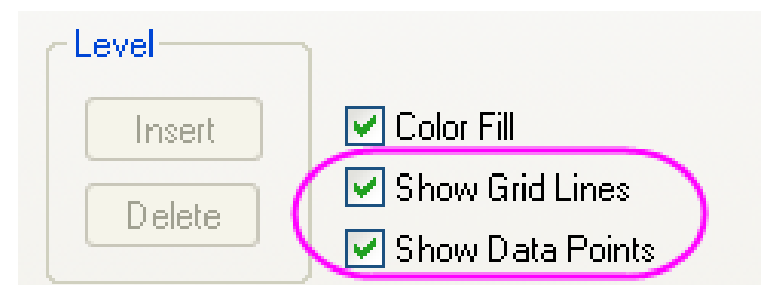 Level
Insert
Delete
Color Fill
Show Grid Lines
Show Data Points